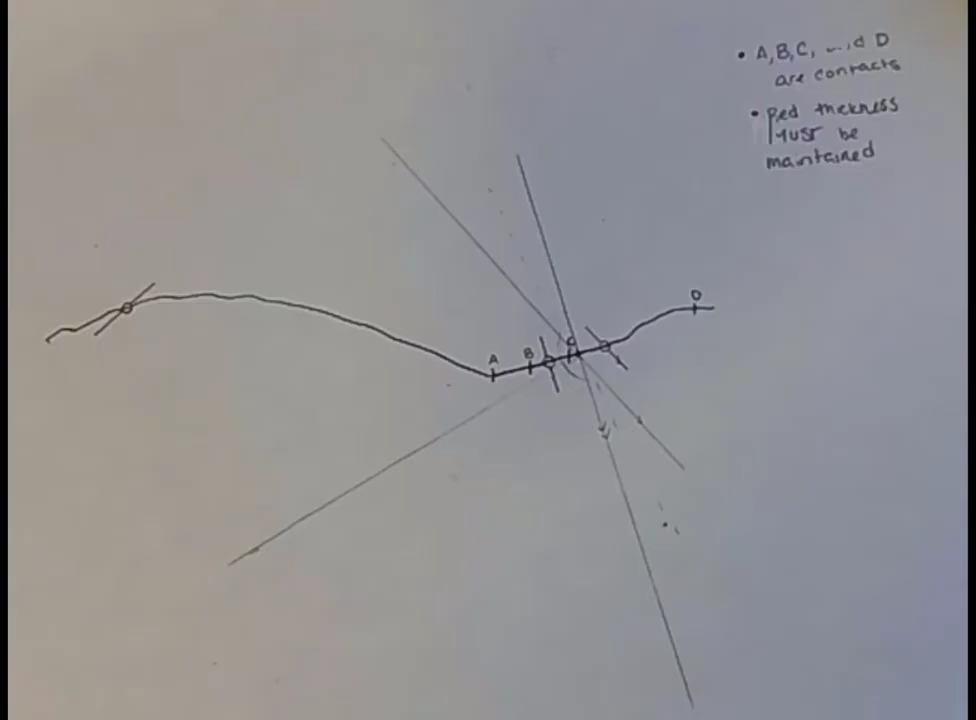 • A, B, C, D
are contacts
• Bed thickness
Must be
maintained
A
B
C
D